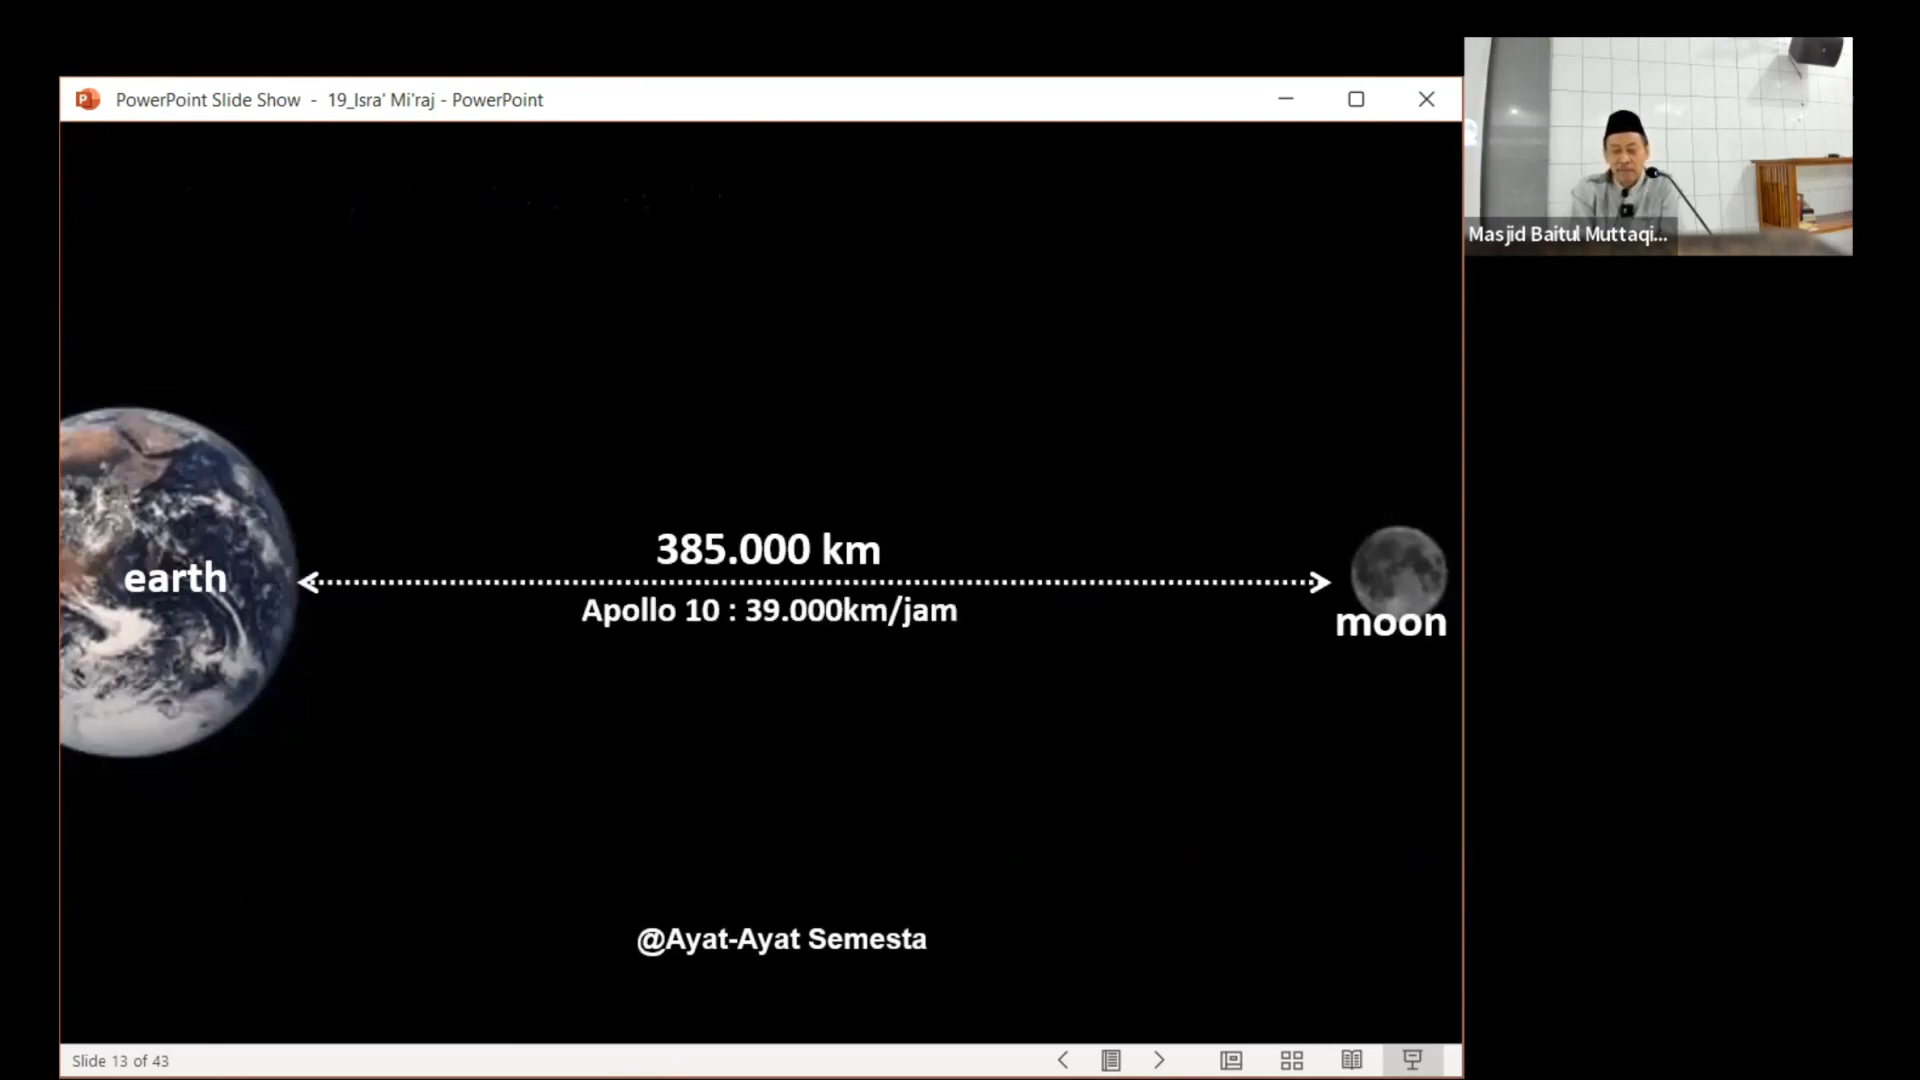 PowerPoint Slide Show - 19_Isra' Mi'raj - PowerPoint
Masjid Baitul Muttaqi...
385.000 km
earth
Apollo 10 : 39.000km/jam
moon
@Ayat-Ayat Semesta
Slide 13 of 43